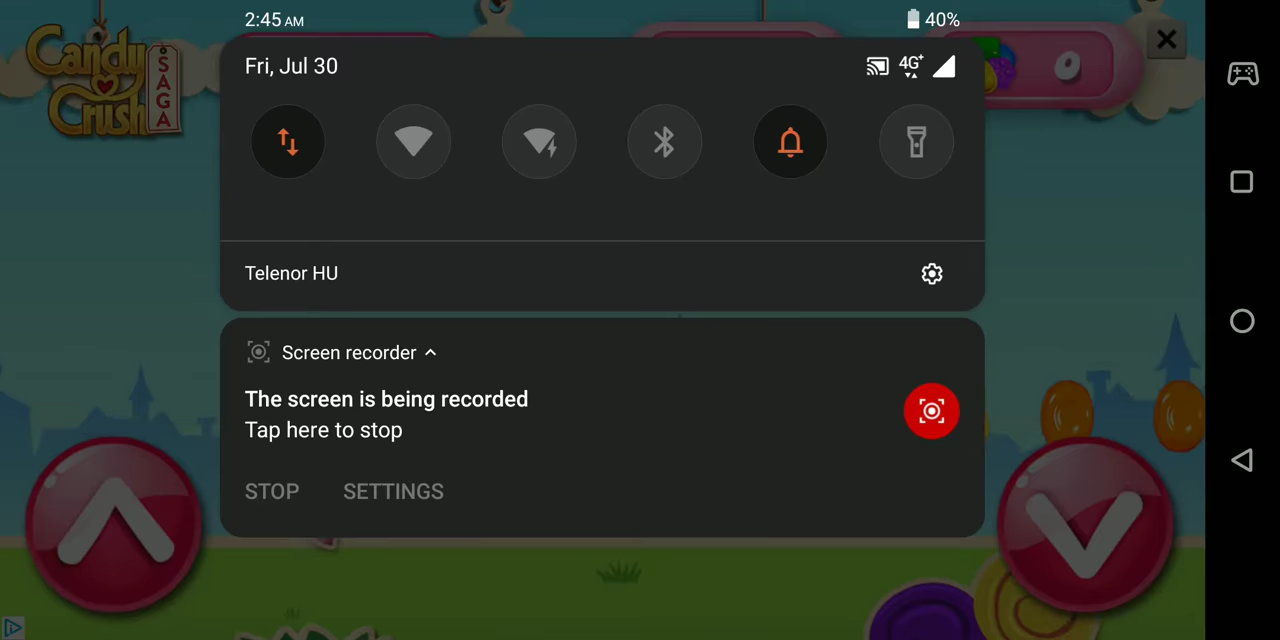 2:45 AM
40%
Fri, Jul 30
4G+
Telenor HU
Screen recorder
The screen is being recorded
Tap here to stop
STOP
SETTINGS
Candy
Crush
SAGA
0